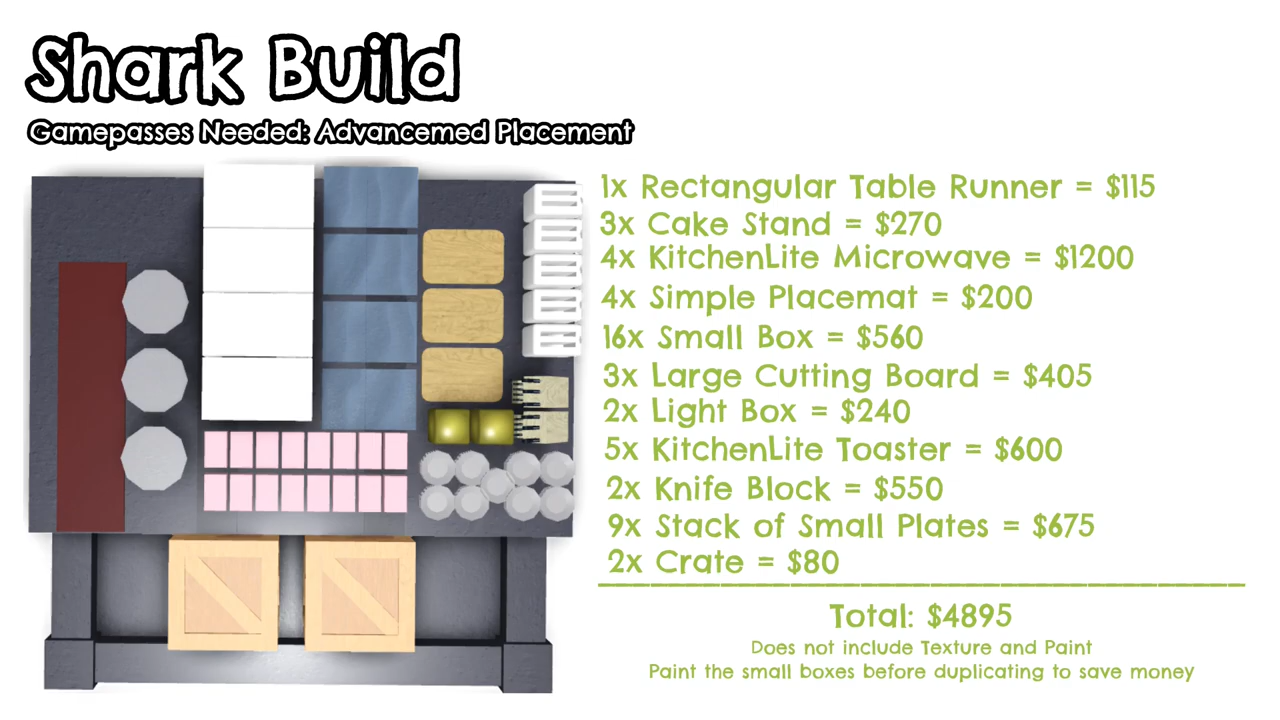 Shark Build
Gamepasses Needed: Advancemed Placement
1x Rectangular Table Runner = $115
3x Cake Stand = $270
4x KitchenLite Microwave = $1200
4x Simple Placemat = $200
16x Small Box = $560
3x Large Cutting Board = $405
2x Light Box = $240
5x KitchenLite Toaster = $600
2x Knife Block = $550
9x Stack of Small Plates = $675
2x Crate = $80
Total: $4895
Does not include Texture and Paint
Paint the small boxes before duplicating to save money